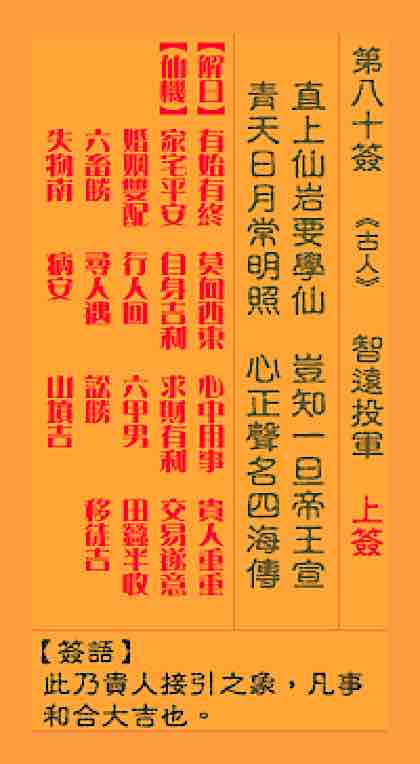 第八十簽 《古人》 智遠投軍 上簽
直上仙岩要學仙 豈知一旦帝王宣
青天日月常明照 心正聲名四海傳
【解曰】 有始有終 莫向西東 心中用事 貴人重重
【仙機】 家宅平安 自身吉利 求財有利 交易遂意
婚姻雙配 行人回 六甲男 田蠶半收
六畜勝 尋人遇 訟勝 移徒吉
失物南 病安 山墳吉
【簽語】
此乃貴人接引之象，凡事
和合大吉也。